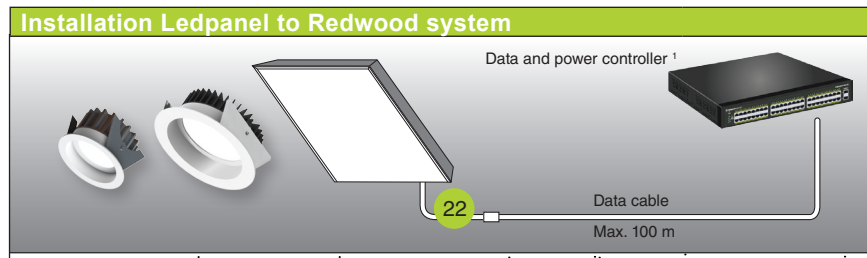 Installation Ledpanel to Redwood system
Data and power controller 1
22
Data cable
Max. 100 m